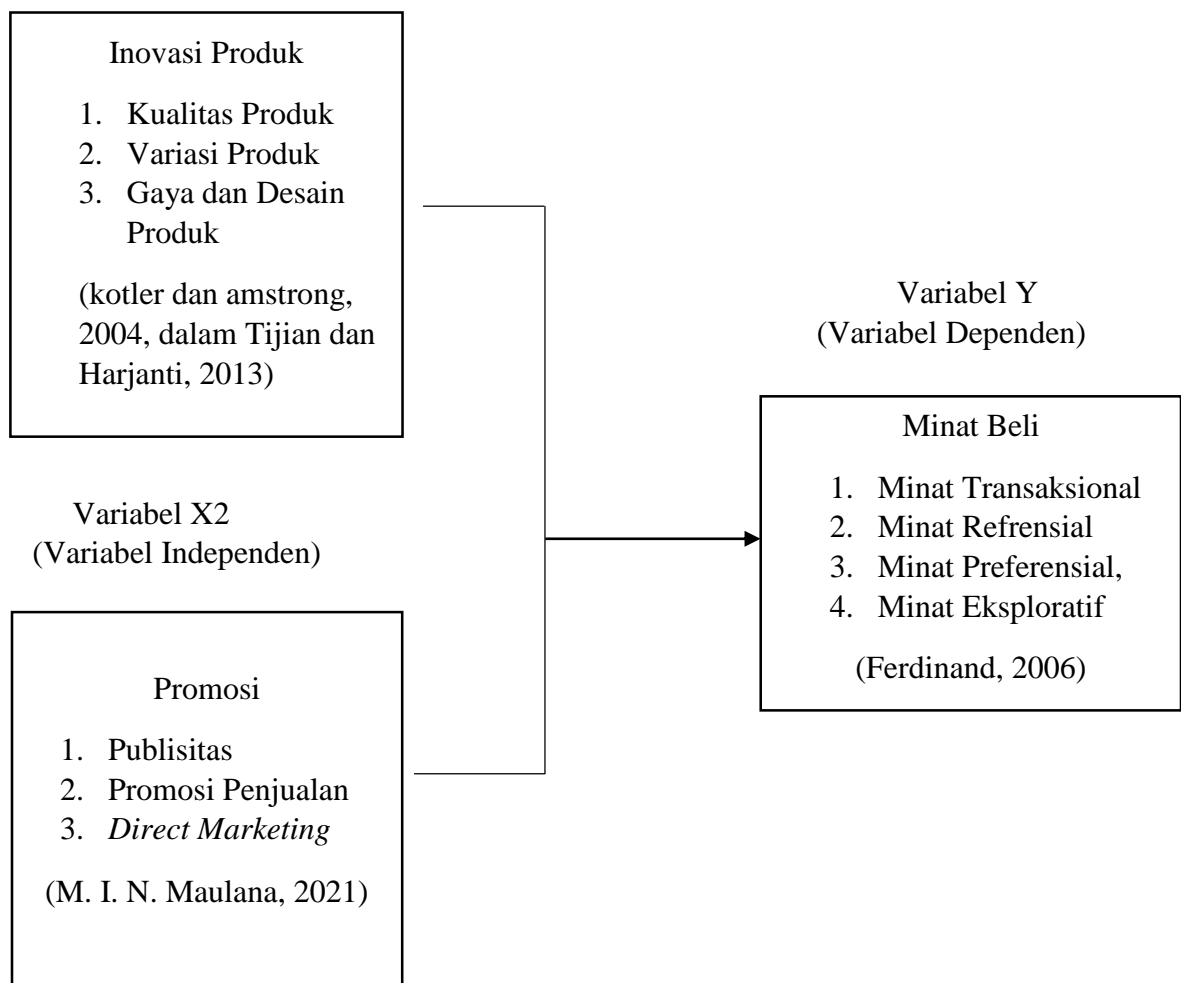 Inovasi Produk
1. Kualitas Produk
2. Variasi Produk
3. Gaya dan Desain
Produk
(kotler dan amstrong,
2004, dalam Tijian dan
Harjanti, 2013)
Variabel X2
(Variabel Independen)
Promosi
1. Publisitas
2. Promosi Penjualan
3. Direct Marketing
(M. I. N. Maulana, 2021)
Variabel Y
(Variabel Dependen)
Minat Beli
1. Minat Transaksional
2. Minat Refrensial
3. Minat Preferensial,
4. Minat Eksploratif
(Ferdinand, 2006)